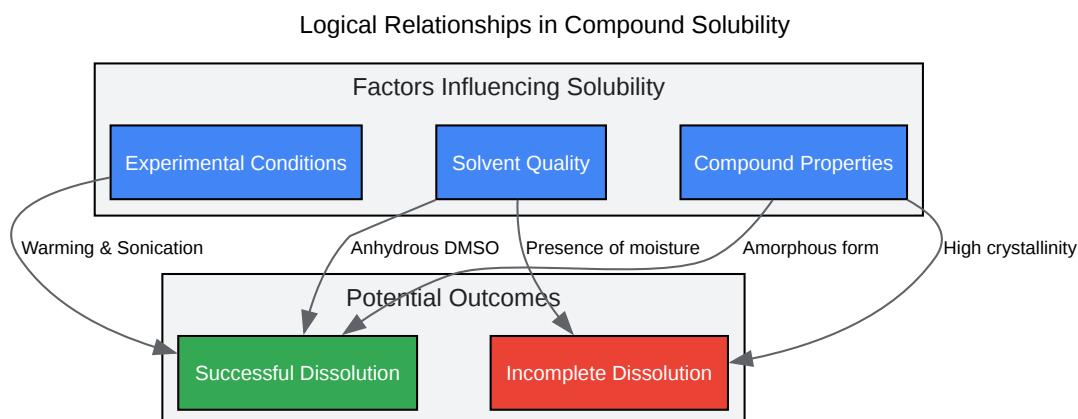 Logical Relationships in Compound Solubility
Factors Influencing Solubility
Experimental Conditions
Solvent Quality
Compound Properties
Warming & Sonication
Anhydrous DMSO
Presence of moisture
Amorphous form
High crystallinity
Potential Outcomes
Successful Dissolution
Incomplete Dissolution